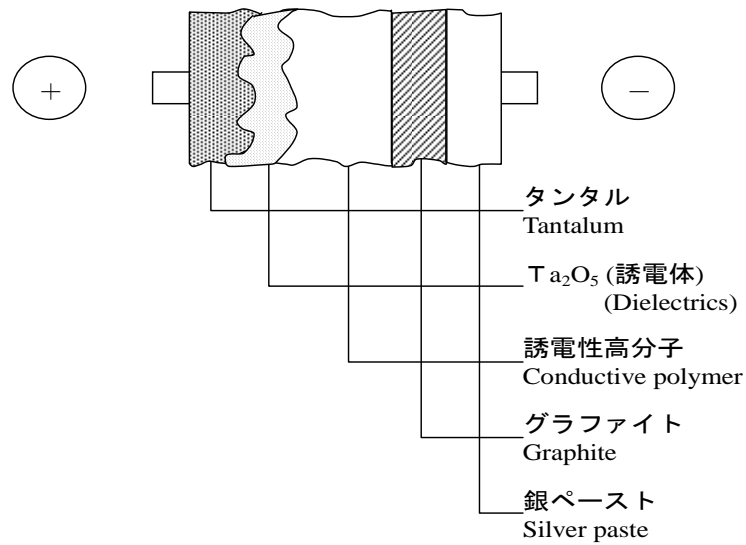 +
−
タンタル
Tantalum
Ta₂O₅ (誘電体)
(Dielectrics)
誘電性高分子
Conductive polymer
グラファイト
Graphite
銀ペースト
Silver paste